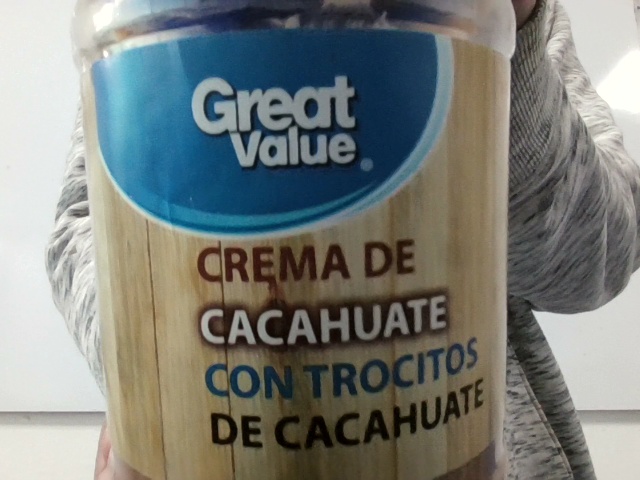 Great
Value®
CREMA DE
CACAHUATE
CON TROCITOS
DE CACAHUATE